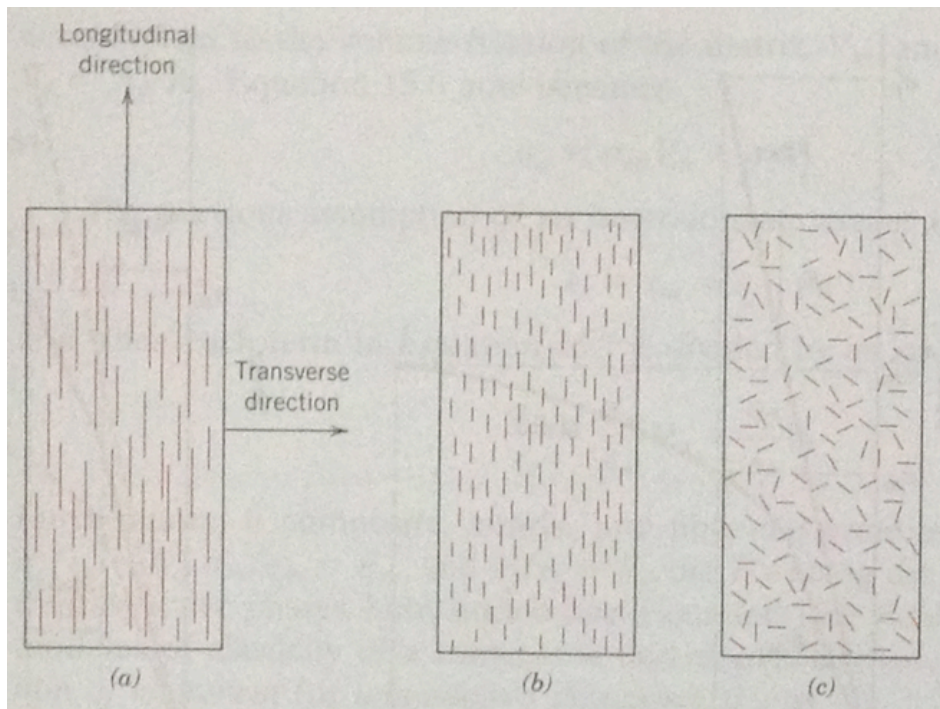 Longitudinal
direction
Transverse
direction
(a)
(b)
(c)